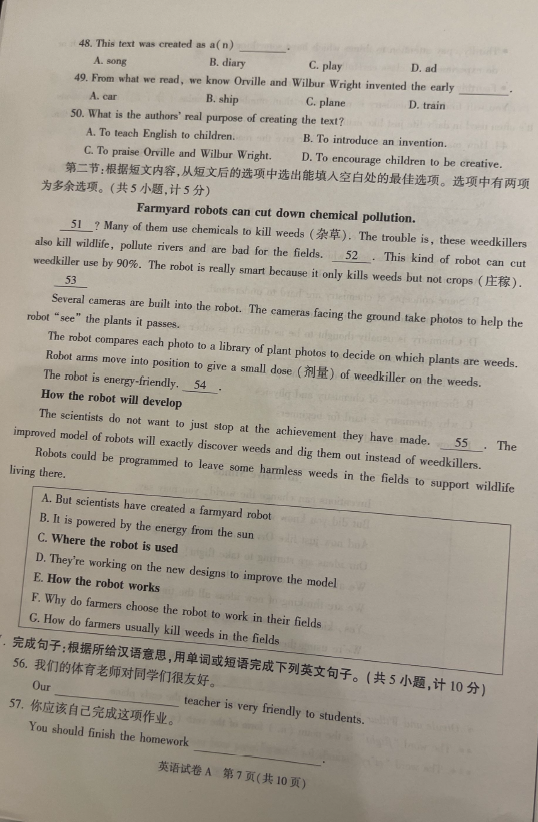 48. This text was created as a(n) ________.
A. song B. diary C. play D. ad
49. From what we read, we know Orville and Wilbur Wright invented the early ________.
A. car B. ship C. plane D. train
50. What is the authors' real purpose of creating the text?
A. To teach English to children. B. To introduce an invention.
C. To praise Orville and Wilbur Wright. D. To encourage children to be creative.
第二节:根据短文内容,从短文后的选项中选出能填入空白处的最佳选项。选项中有两项
为多余选项。(共5小题,计5分)
Farmyard robots can cut down chemical pollution.
51 ? Many of them use chemicals to kill weeds (杂草). The trouble is, these weedkillers
also kill wildlife, pollute rivers and are bad for the fields. 52 . This kind of robot can cut
weedkiller use by 90%. The robot is really smart because it only kills weeds but not crops (庄稼).
53
Several cameras are built into the robot. The cameras facing the ground take photos to help the
robot "see" the plants it passes.
The robot compares each photo to a library of plant photos to decide on which plants are weeds.
Robot arms move into position to give a small dose (剂量) of weedkiller on the weeds.
The robot is energy-friendly. 54 .
How the robot will develop
The scientists do not want to just stop at the achievement they have made. 55 . The
improved model of robots will exactly discover weeds and dig them out instead of weedkillers.
Robots could be programmed to leave some harmless weeds in the fields to support wildlife
living there.
A. But scientists have created a farmyard robot
B. It is powered by the energy from the sun
C. Where the robot is used
D. They're working on the new designs to improve the model
E. How the robot works
F. Why do farmers choose the robot to work in their fields
G. How do farmers usually kill weeds in the fields
. 完成句子:根据所给汉语意思,用单词或短语完成下列英文句子。(共5小题,计10分)
56. 我们的体育老师对同学们很友好。
Our ________ teacher is very friendly to students.
57. 你应该自己完成这项作业。
You should finish the homework ________ ________.
英语试卷A 第7页(共10页)